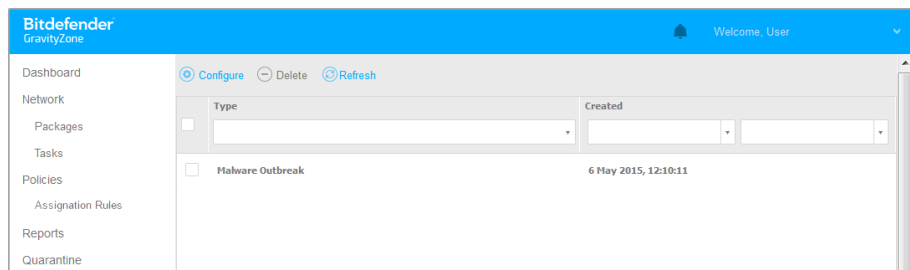 Bitdefender
GravityZone
Welcome, User
Dashboard
Network
Packages
Tasks
Policies
Assignation Rules
Reports
Quarantine
Configure Delete Refresh
Type Created
Malware Outbreak 6 May 2015, 12:10:11